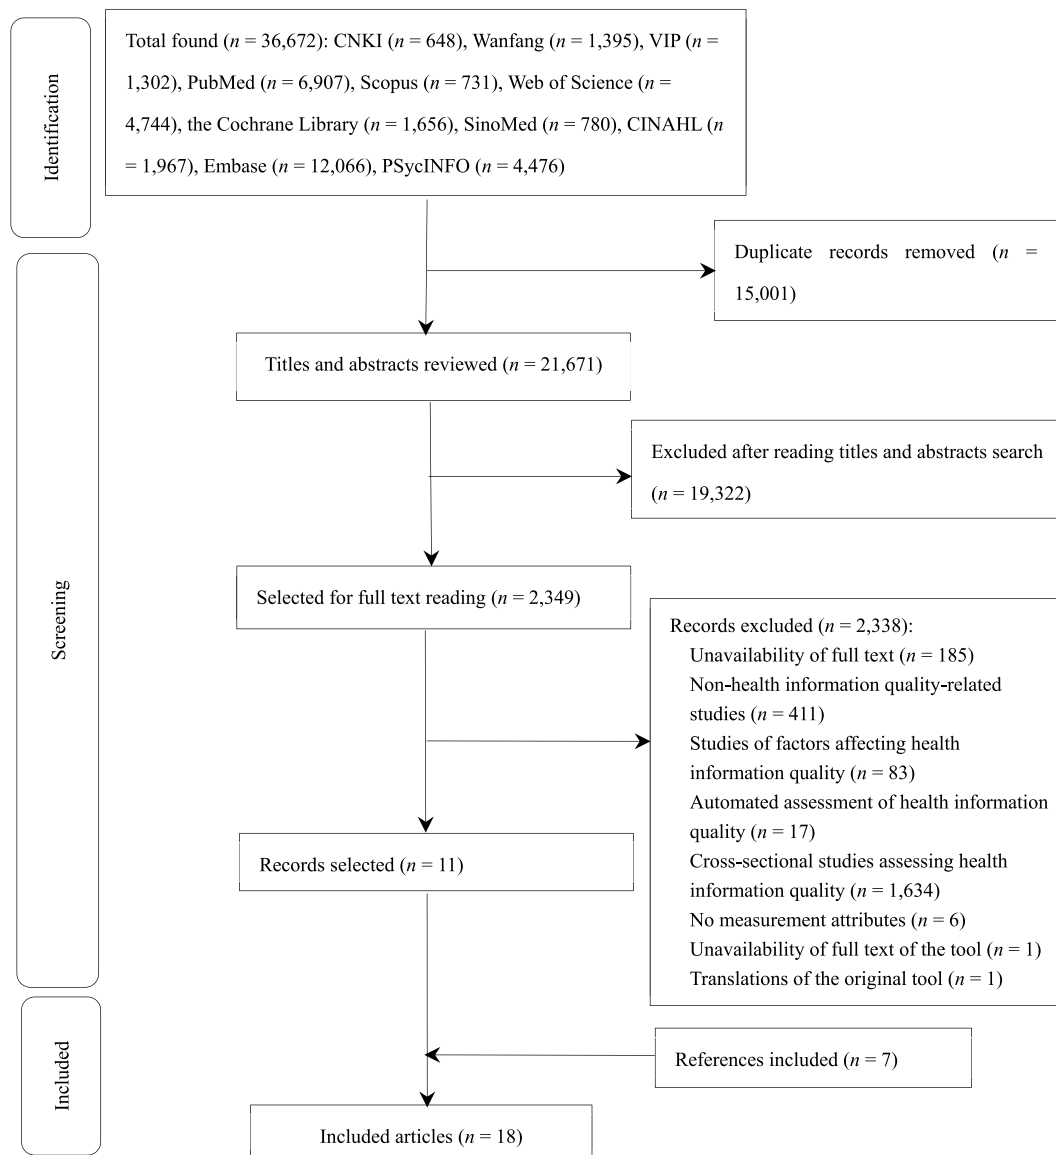 Identification
Total found (n = 36,672): CNKI (n = 648), Wanfang (n = 1,395), VIP (n =
1,302), PubMed (n = 6,907), Scopus (n = 731), Web of Science (n =
4,744), the Cochrane Library (n = 1,656), SinoMed (n = 780), CINAHL (n
= 1,967), Embase (n = 12,066), PSycINFO (n = 4,476)
Duplicate records removed (n =
15,001)
Screening
Titles and abstracts reviewed (n = 21,671)
Excluded after reading titles and abstracts search
(n = 19,322)
Selected for full text reading (n = 2,349)
Records excluded (n = 2,338):
Unavailability of full text (n = 185)
Non-health information quality-related
studies (n = 411)
Studies of factors affecting health
information quality (n = 83)
Automated assessment of health information
quality (n = 17)
Cross-sectional studies assessing health
information quality (n = 1,634)
No measurement attributes (n = 6)
Unavailability of full text of the tool (n = 1)
Translations of the original tool (n = 1)
Records selected (n = 11)
Included
References included (n = 7)
Included articles (n = 18)